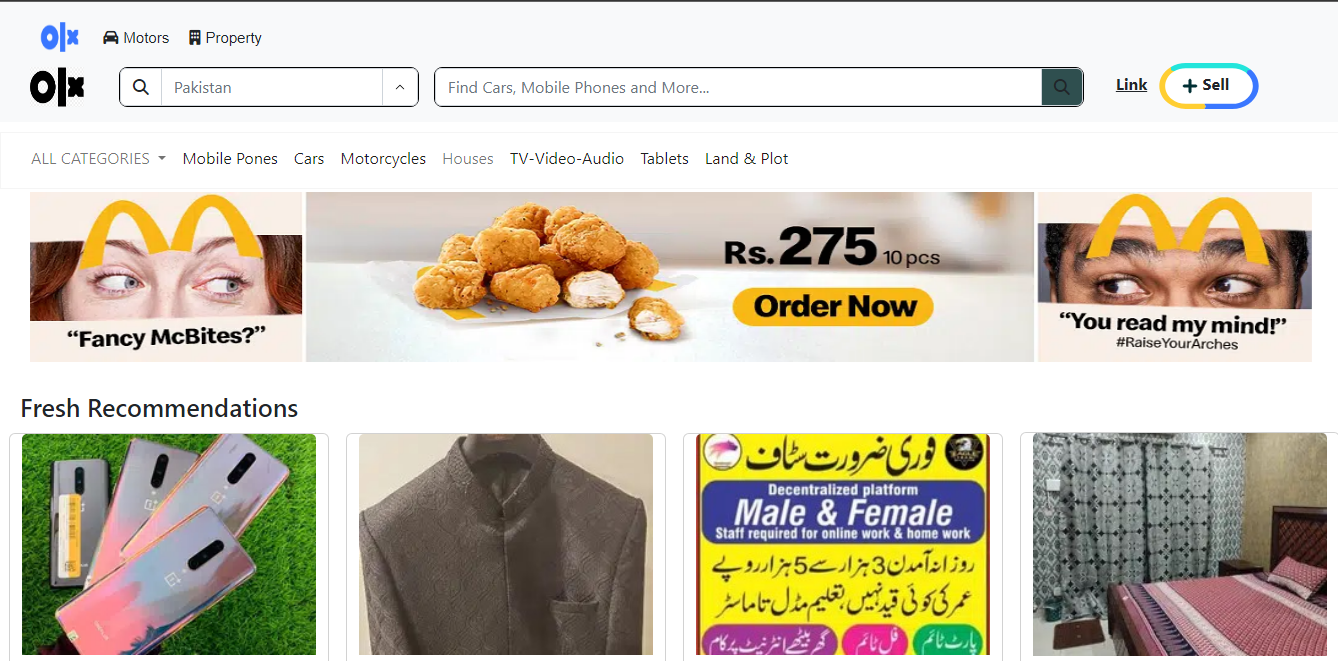 olx Motors Property
olx Pakistan Find Cars, Mobile Phones and More... Link + Sell
ALL CATEGORIES Mobile Pones Cars Motorcycles Houses TV-Video-Audio Tablets Land & Plot
“Fancy McBites?”
Rs. 275 10 pcs
Order Now
“You read my mind!”
#RaiseYourArches
Fresh Recommendations
فوری ضرورت سٹاف
Decentralized platform
Male & Female
Staff required for online work & home work
روزانہ آمدن 3 ہزار سے 5 ہزار روپے
عمر کی کوئی قید نہیں، تعلیم مڈل تا ماسٹر
گھر بیٹھے انٹرنیٹ پر کام فل ٹائم پارٹ ٹائم